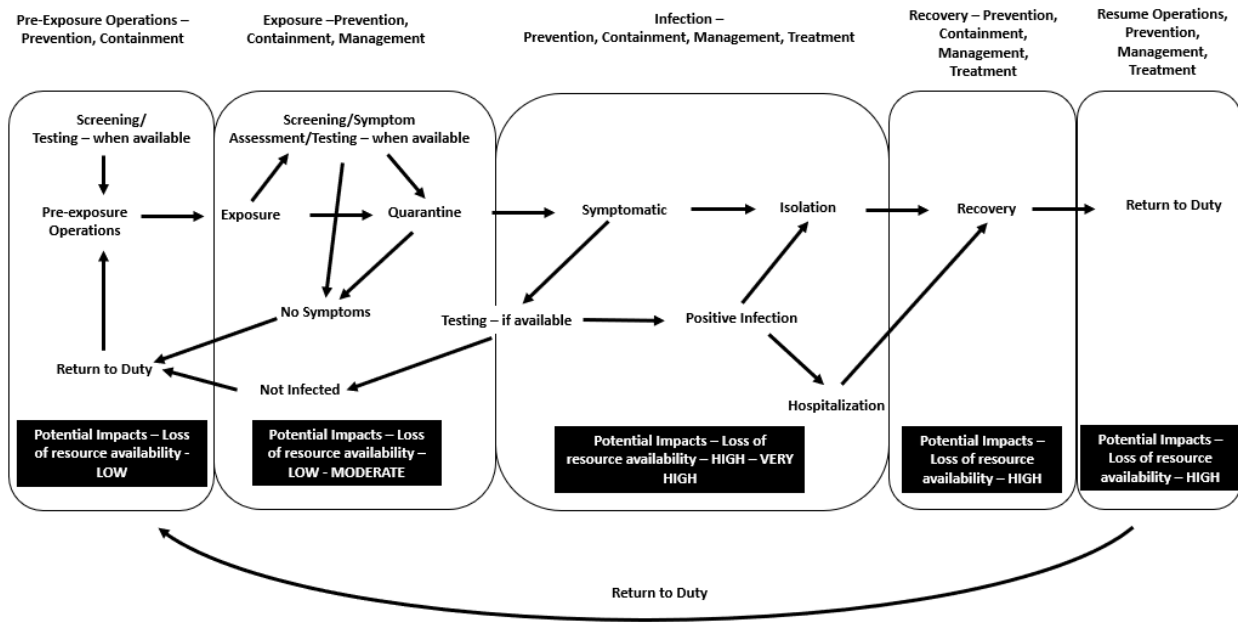 Pre-Exposure Operations –
Prevention, Containment
Exposure –Prevention,
Containment, Management
Infection –
Prevention, Containment, Management, Treatment
Recovery – Prevention,
Containment,
Management,
Treatment
Resume Operations,
Prevention,
Management,
Treatment
Screening/
Testing – when available
Pre-exposure
Operations
Return to Duty
Potential Impacts – Loss
of resource availability -
LOW
Screening/Symptom
Assessment/Testing – when available
Exposure
Quarantine
No Symptoms
Not Infected
Potential Impacts – Loss
of resource availability –
LOW - MODERATE
Symptomatic
Isolation
Testing – if available
Positive Infection
Hospitalization
Potential Impacts – Loss of
resource availability – HIGH – VERY
HIGH
Recovery
Potential Impacts –
Loss of resource
availability – HIGH
Return to Duty
Potential Impacts –
Loss of resource
availability – HIGH
Return to Duty